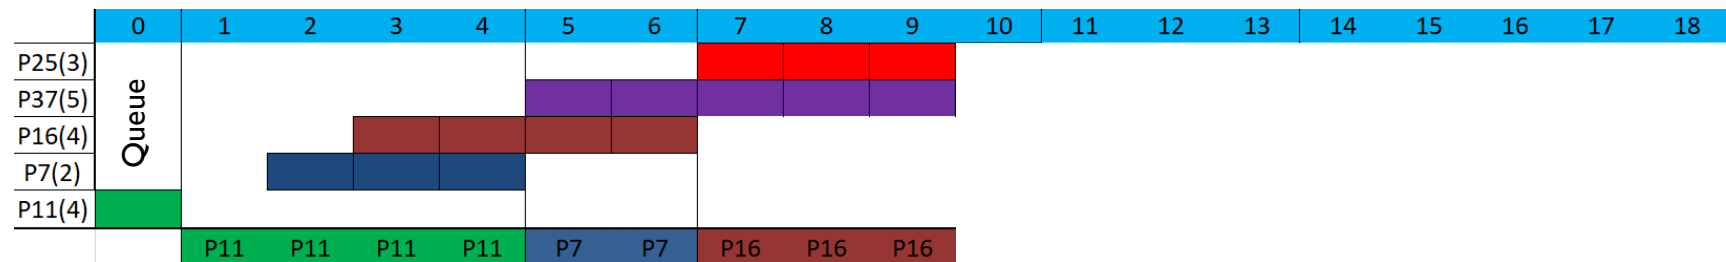 0 1 2 3 4 5 6 7 8 9 10 11 12 13 14 15 16 17 18
P25(3)
P37(5)
Queue
P16(4)
P7(2)
P11(4)
P11 P11 P11 P11 P7 P7 P16 P16 P16